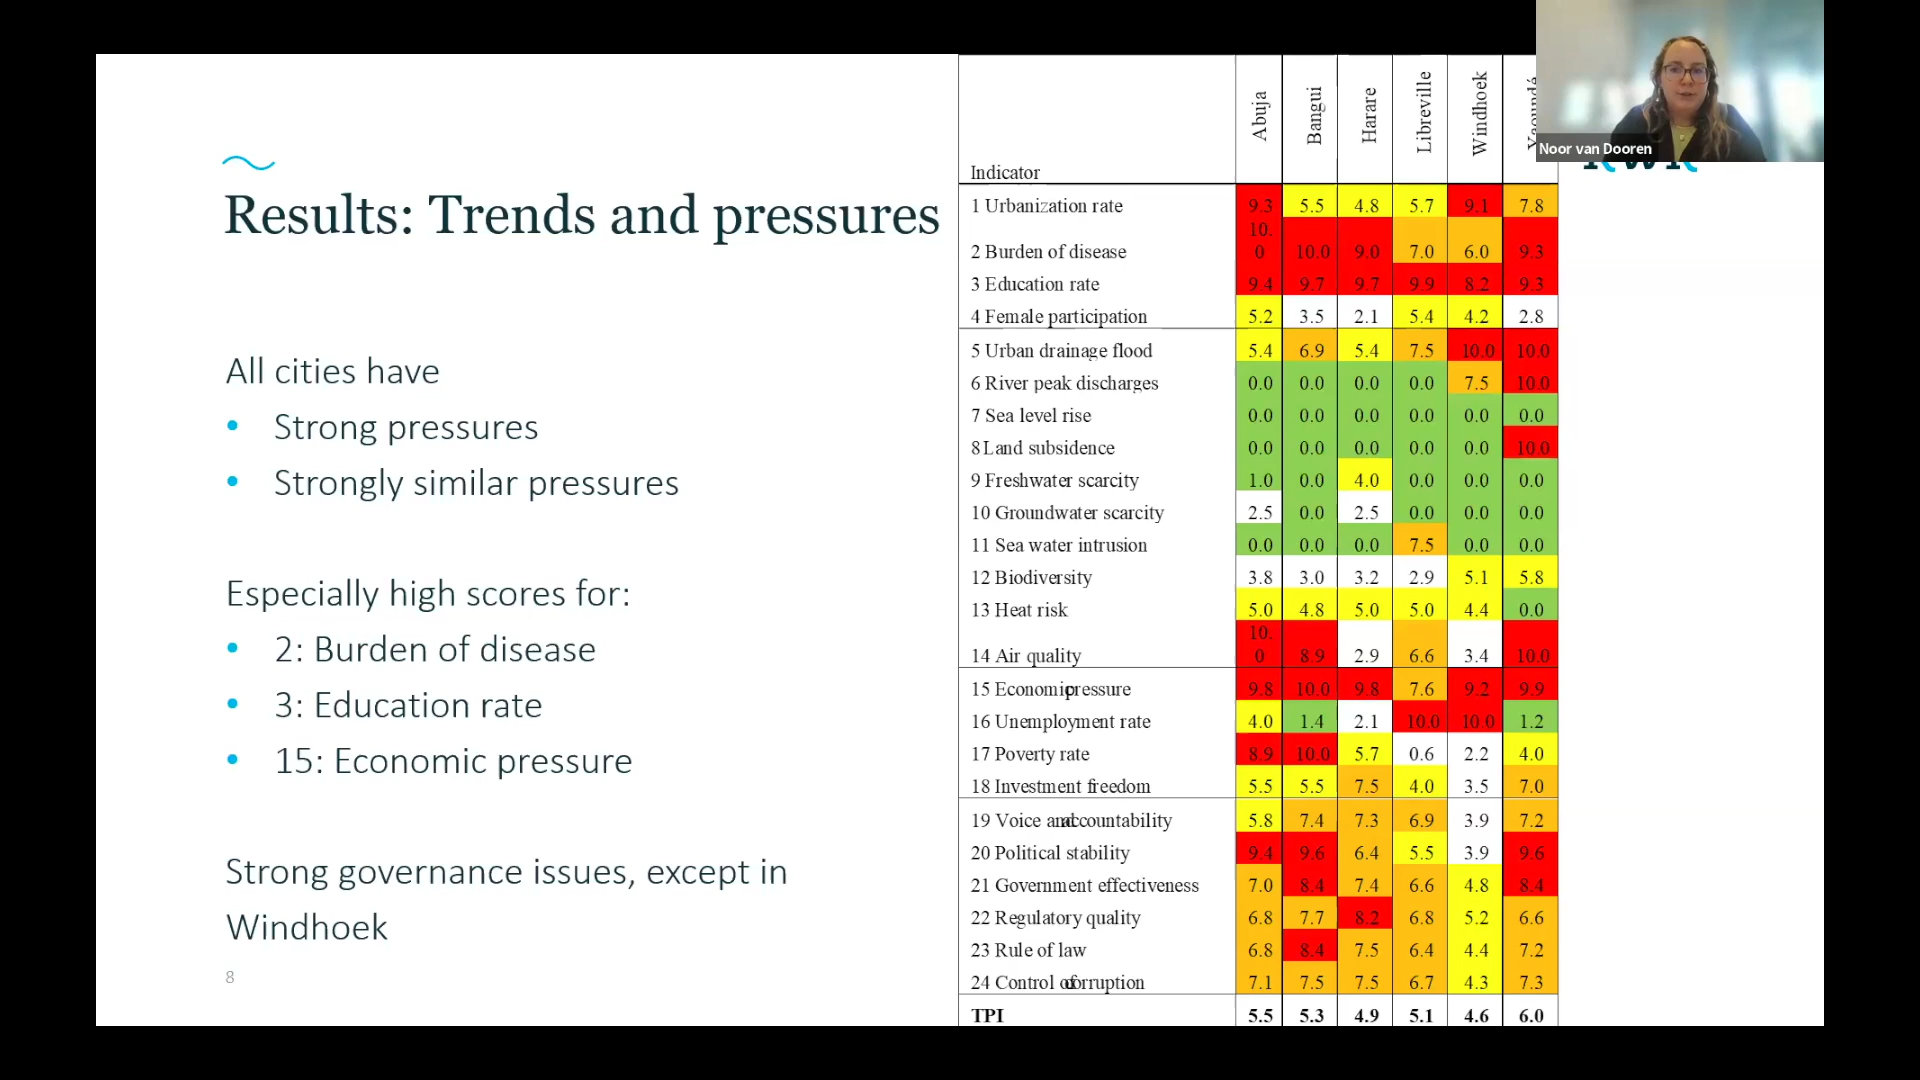 Noor van Dooren
Results: Trends and pressures
All cities have
• Strong pressures
• Strongly similar pressures
Especially high scores for:
• 2: Burden of disease
• 3: Education rate
• 15: Economic pressure
Strong governance issues, except in
Windhoek
8
Indicator Abuja Bangui Harare Libreville Windhoek
1 Urbanization rate 9.3 5.5 4.8 5.7 9.1 7.8
2 Burden of disease 10.0 10.0 9.0 7.0 6.0 9.3
3 Education rate 9.4 9.7 9.7 9.9 8.2 9.3
4 Female participation 5.2 3.5 2.1 5.4 4.2 2.8
5 Urban drainage flood 5.4 6.9 5.4 7.5 10.0 10.0
6 River peak discharges 0.0 0.0 0.0 0.0 7.5 10.0
7 Sea level rise 0.0 0.0 0.0 0.0 0.0 0.0
8 Land subsidence 0.0 0.0 0.0 0.0 0.0 10.0
9 Freshwater scarcity 1.0 0.0 4.0 0.0 0.0 0.0
10 Groundwater scarcity 2.5 0.0 2.5 0.0 0.0 0.0
11 Sea water intrusion 0.0 0.0 0.0 7.5 0.0 0.0
12 Biodiversity 3.8 3.0 3.2 2.9 5.1 5.8
13 Heat risk 5.0 4.8 5.0 5.0 4.4 0.0
14 Air quality 10.0 8.9 2.9 6.6 3.4 10.0
15 Economic pressure 9.8 10.0 9.8 7.6 9.2 9.9
16 Unemployment rate 4.0 1.4 2.1 10.0 10.0 1.2
17 Poverty rate 8.9 10.0 5.7 0.6 2.2 4.0
18 Investment freedom 5.5 5.5 7.5 4.0 3.5 7.0
19 Voice and accountability 5.8 7.4 7.3 6.9 3.9 7.2
20 Political stability 9.4 9.6 6.4 5.5 3.9 9.6
21 Government effectiveness 7.0 8.4 7.4 6.6 4.8 8.4
22 Regulatory quality 6.8 7.7 8.2 6.8 5.2 6.6
23 Rule of law 6.8 8.4 7.5 6.4 4.4 7.2
24 Control of corruption 7.1 7.5 7.5 6.7 4.3 7.3
TPI 5.5 5.3 4.9 5.1 4.6 6.0